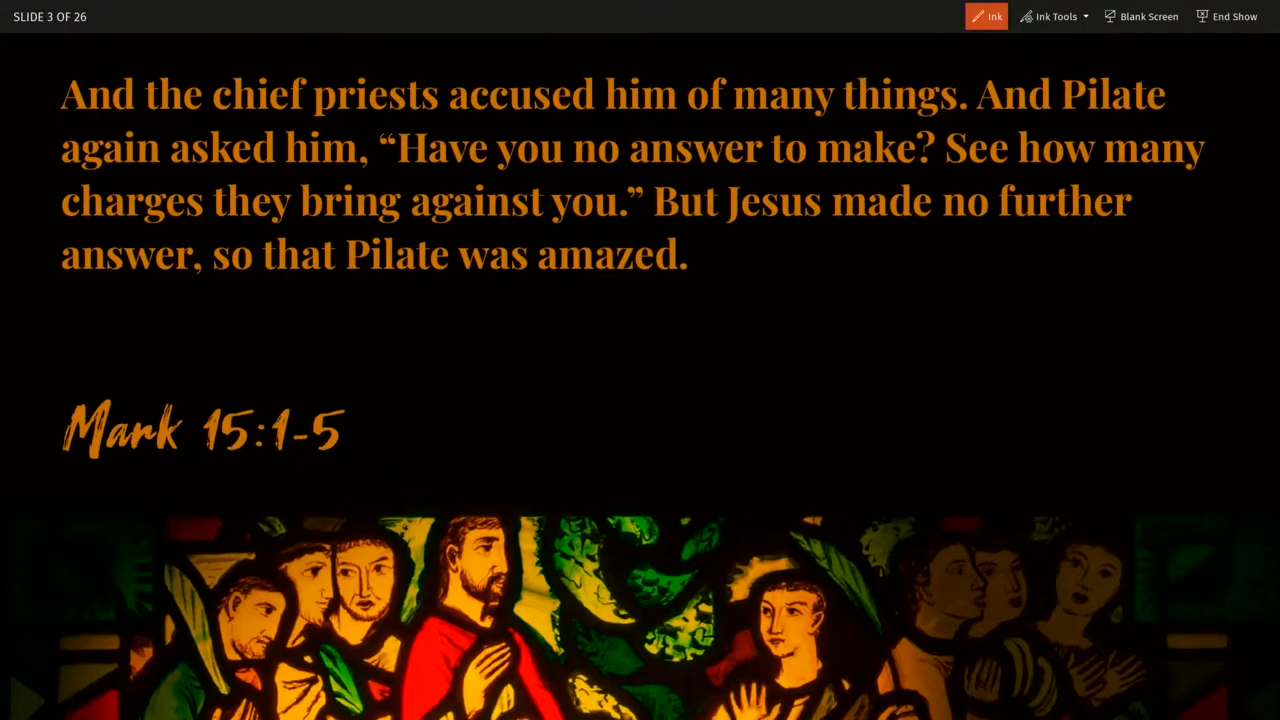 SLIDE 3 OF 26
Ink
Ink Tools
Blank Screen
End Show
And the chief priests accused him of many things. And Pilate
again asked him, “Have you no answer to make? See how many
charges they bring against you.” But Jesus made no further
answer, so that Pilate was amazed.
Mark 15:1-5